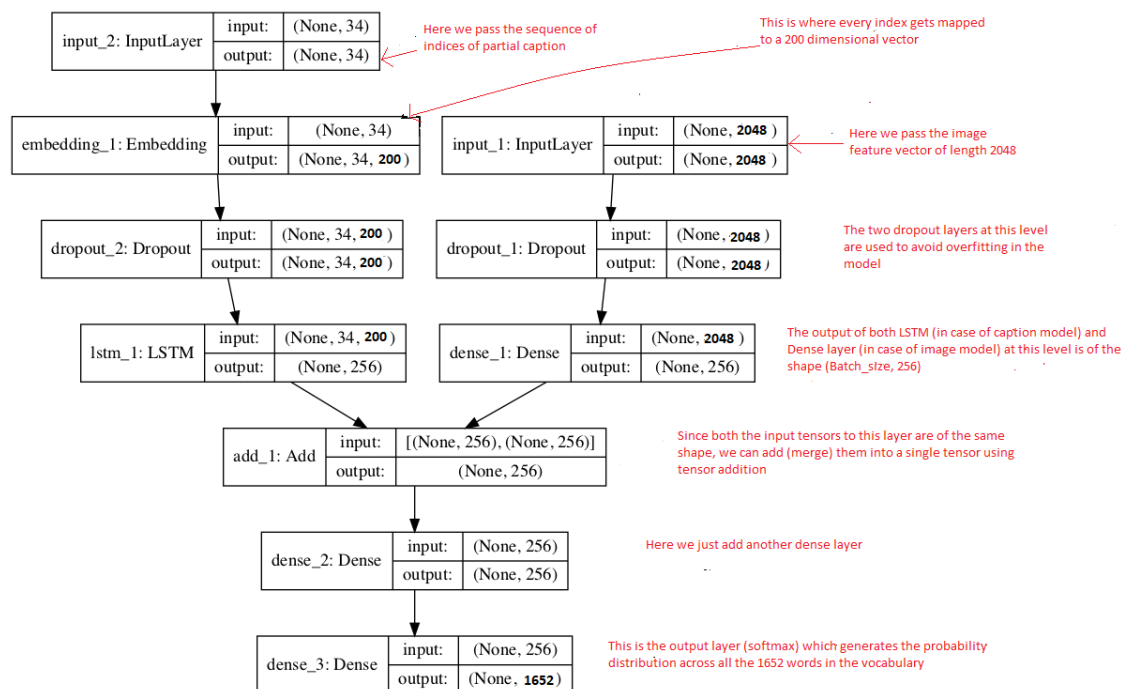 input_2: InputLayer
input: (None, 34)
output: (None, 34)
Here we pass the sequence of
indices of partial caption
This is where every index gets mapped
to a 200 dimensional vector
embedding_1: Embedding
input: (None, 34)
output: (None, 34, 200 )
input_1: InputLayer
input: (None, 2048 )
output: (None, 2048 )
Here we pass the image
feature vector of length 2048
dropout_2: Dropout
input: (None, 34, 200 )
output: (None, 34, 200 )
dropout_1: Dropout
input: (None, 2048 )
output: (None, 2048 )
The two dropout layers at this level
are used to avoid overfitting in the
model
lstm_1: LSTM
input: (None, 34, 200 )
output: (None, 256)
dense_1: Dense
input: (None, 2048 )
output: (None, 256)
The output of both LSTM (in case of caption model) and
Dense layer (in case of image model) at this level is of the
shape (Batch_sIze, 256)
add_1: Add
input: [(None, 256), (None, 256)]
output: (None, 256)
Since both the input tensors to this layer are of the same
shape, we can add (merge) them into a single tensor using
tensor addition
dense_2: Dense
input: (None, 256)
output: (None, 256)
Here we just add another dense layer
dense_3: Dense
input: (None, 256)
output: (None, 1652 )
This is the output layer (softmax) which generates the probability
distribution across all the 1652 words in the vocabulary